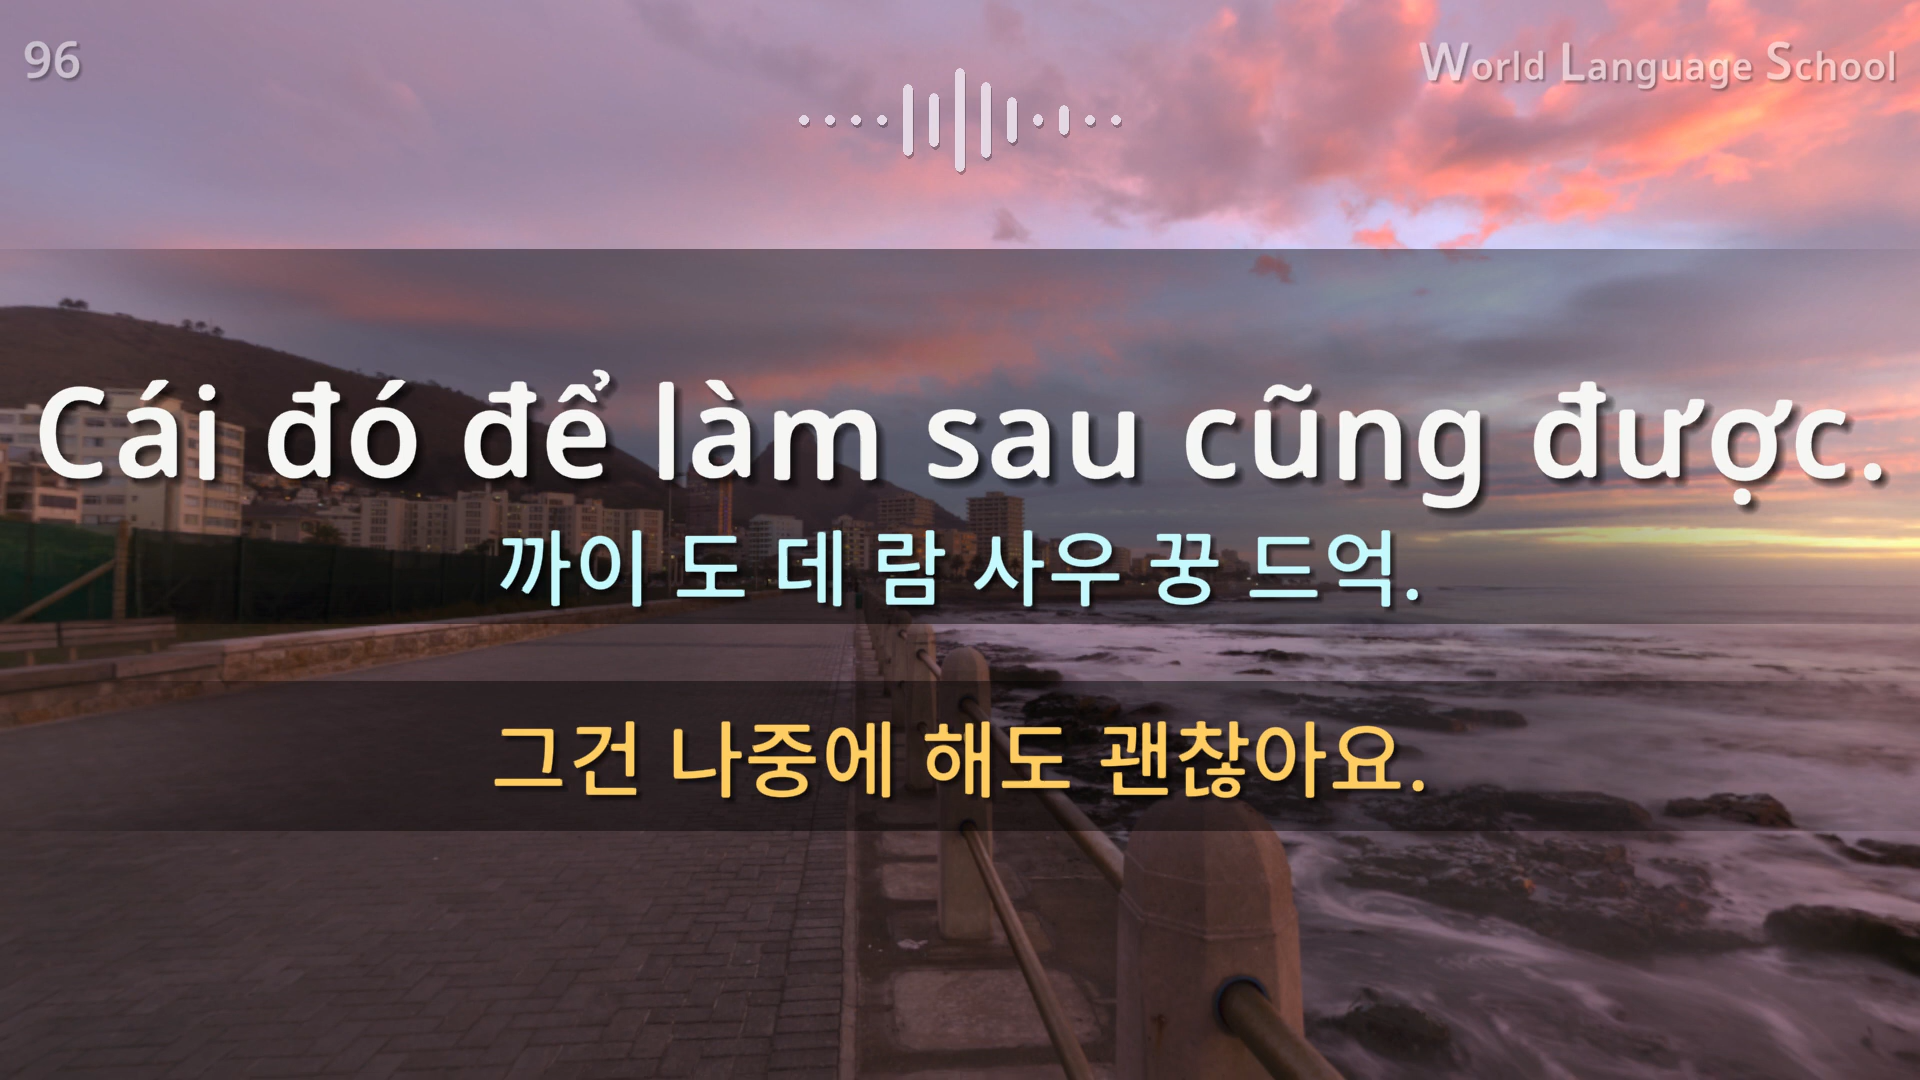 96
World Language School
Cái đó để làm sau cũng được.
까이 도 데 람 사우 꿍 드억.
그건 나중에 해도 괜찮아요.